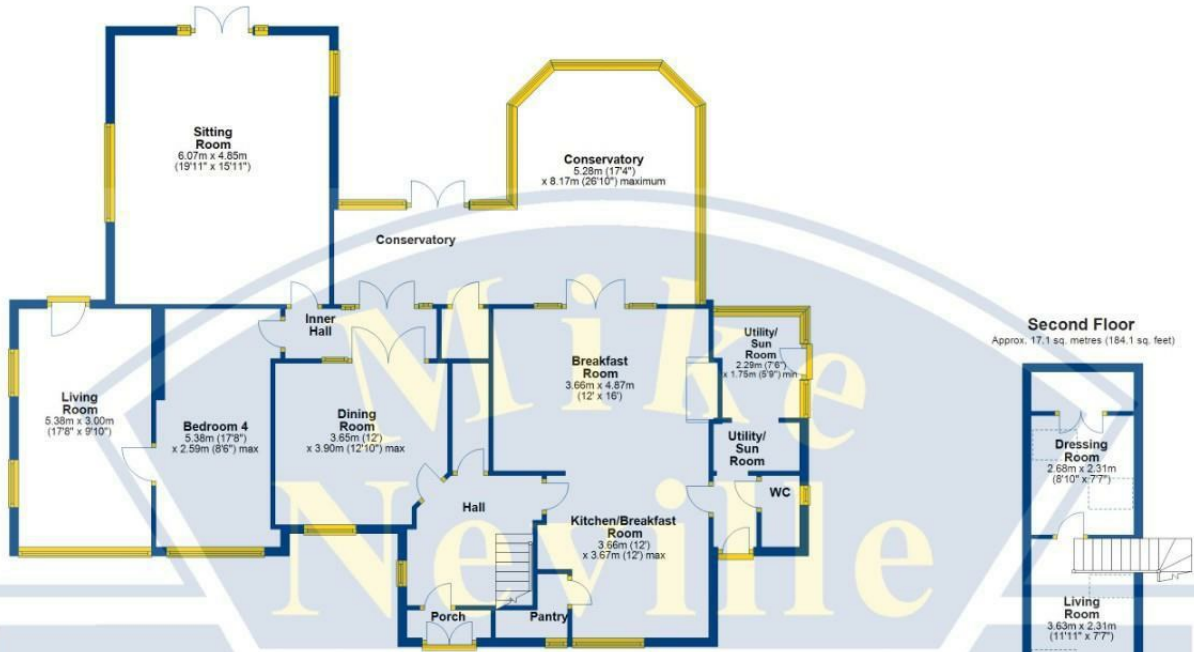 Sitting
Room
6.07m x 4.85m
(19'11" x 15'11")
Conservatory
5.28m (17'4")
x 8.17m (26'10") maximum
Conservatory
Inner
Hall
Utility/
Sun
Room
2.29m (7'6")
x 1.75m (5'9") min
Living
Room
5.38m x 3.00m
(17'8" x 9'10")
Bedroom 4
5.38m (17'8")
x 2.59m (8'6") max
Dining
Room
3.65m (12')
x 3.90m (12'10") max
Breakfast
Room
3.66m x 4.87m
(12' x 16')
Utility/
Sun
Room
WC
Hall
Kitchen/Breakfast
Room
3.66m (12')
x 3.67m (12') max
Porch
Pantry
Second Floor
Approx. 17.1 sq. metres (184.1 sq. feet)
Dressing
Room
2.68m x 2.31m
(8'10" x 7'7")
Living
Room
3.63m x 2.31m
(11'11" x 7'7")
Mike
Neville